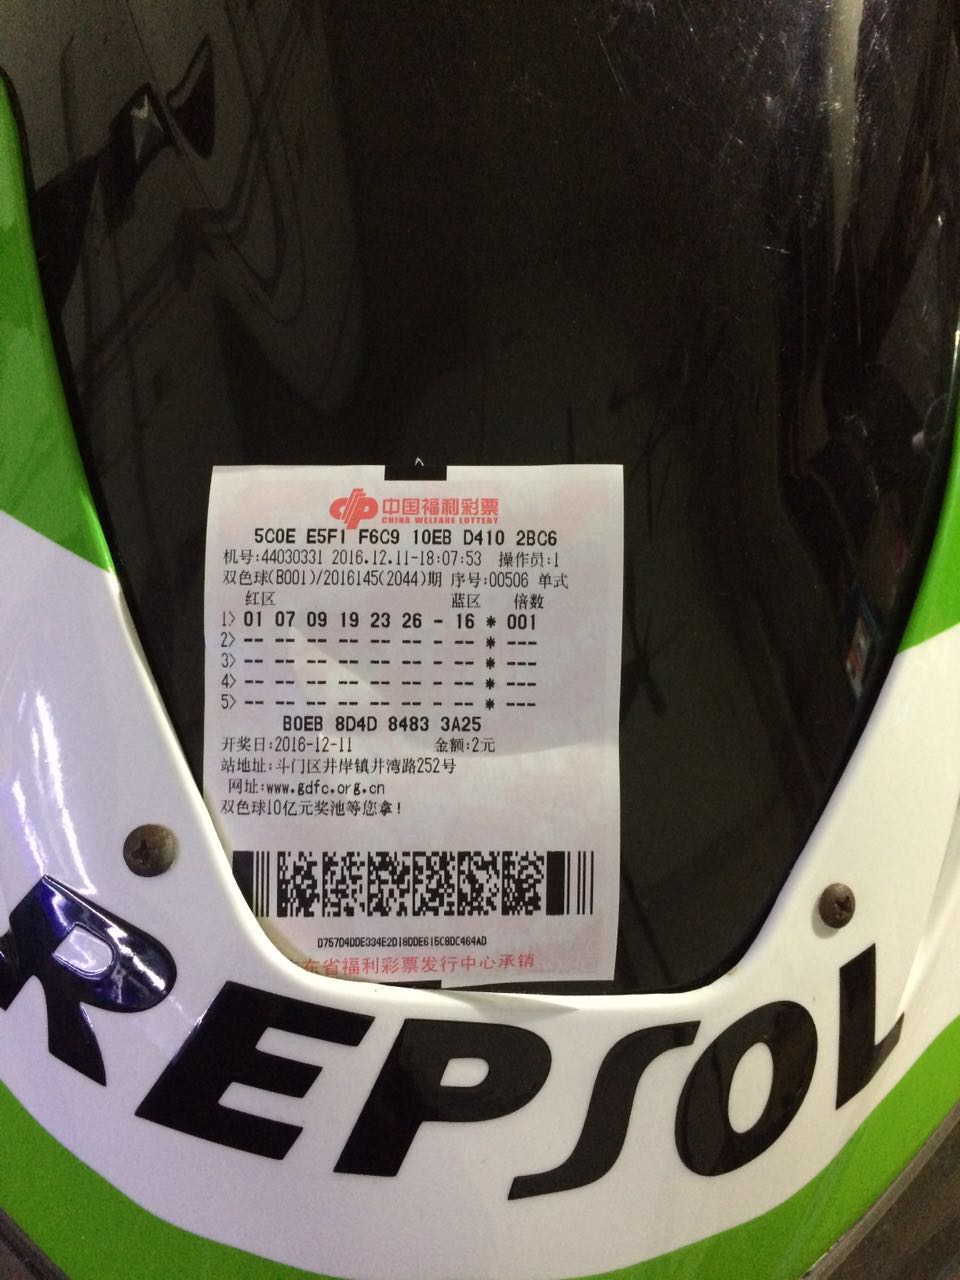 中国福利彩票
CHINA WELFARE LOTTERY
5C0E E5F1 F6C9 10EB D410 2BC6
机号:44030331 2016.12.11-18:07:53 操作员:1
双色球(B001)/2016145(2044)期 序号:00506 单式
红区 蓝区 倍数
1> 01 07 09 19 23 26 - 16 * 001
2> -- -- -- -- -- -- - -- * ---
3> -- -- -- -- -- -- - -- * ---
4> -- -- -- -- -- -- - -- * ---
5> -- -- -- -- -- -- - -- * ---
B0EB 8D4D 8483 3A25
开奖日:2016-12-11 金额:2元
站地址:斗门区井岸镇井湾路252号
网址:www.gdfc.org.cn
双色球10亿元奖池等您拿!
D757D4DDE334E2D18DDE615C8DC464AD
东省福利彩票发行中心承销
REPSOL